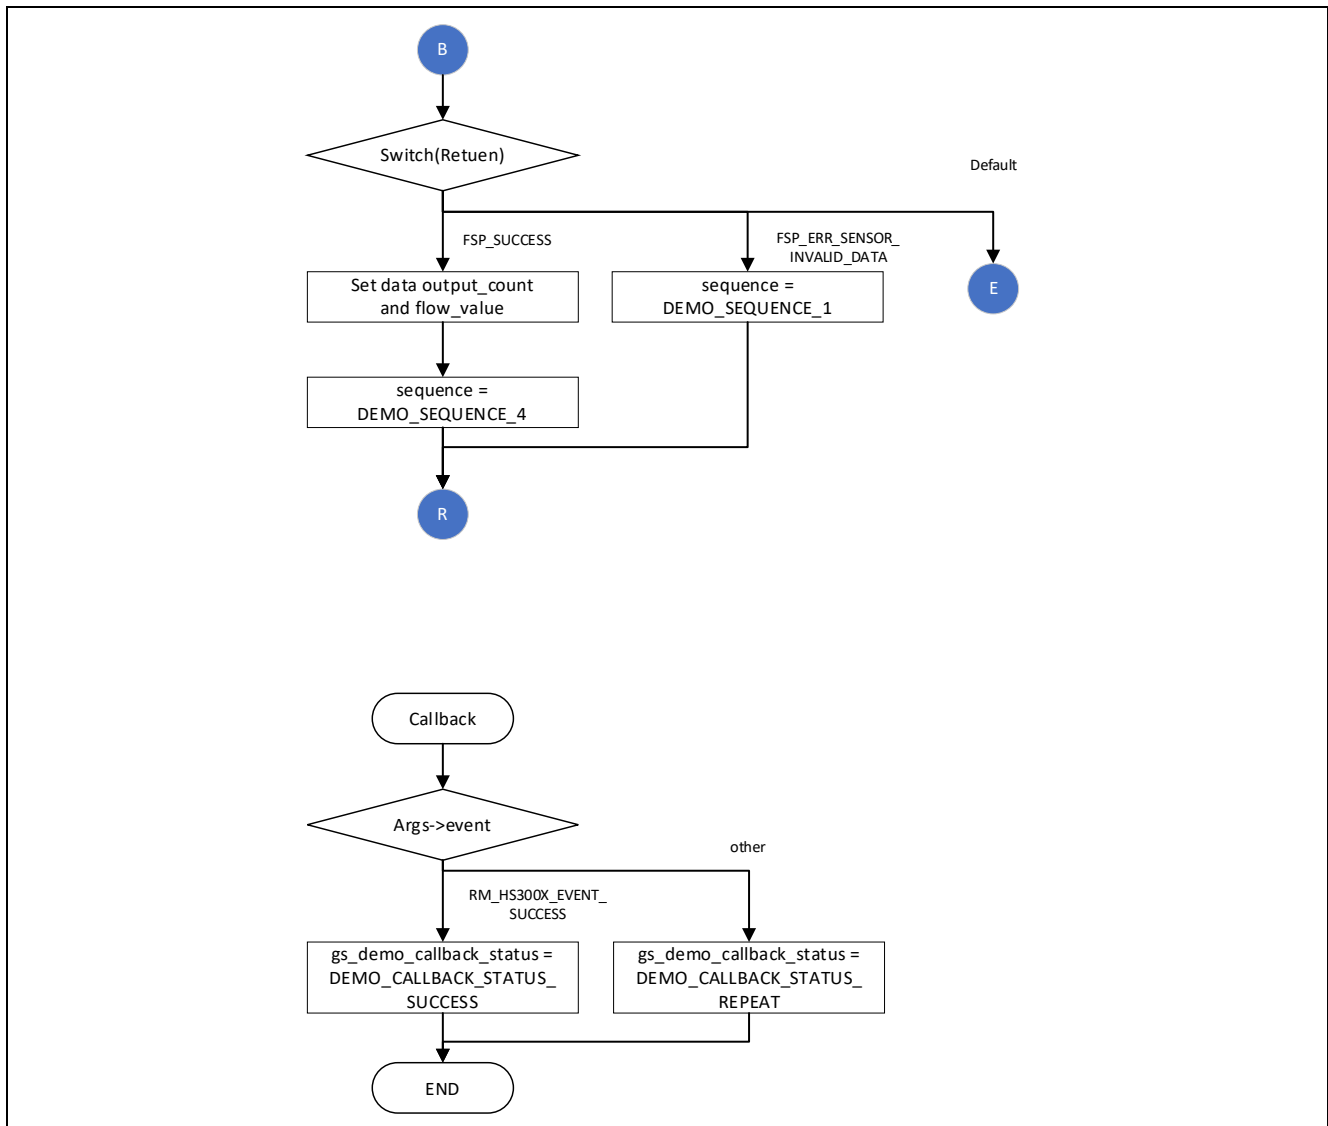 B
Switch(Retuen)
Default
FSP_SUCCESS
FSP_ERR_SENSOR_
INVALID_DATA
Set data output_count
and flow_value
sequence =
DEMO_SEQUENCE_1
E
sequence =
DEMO_SEQUENCE_4
R
Callback
Args->event
other
RM_HS300X_EVENT_
SUCCESS
gs_demo_callback_status =
DEMO_CALLBACK_STATUS_
SUCCESS
gs_demo_callback_status =
DEMO_CALLBACK_STATUS_
REPEAT
END